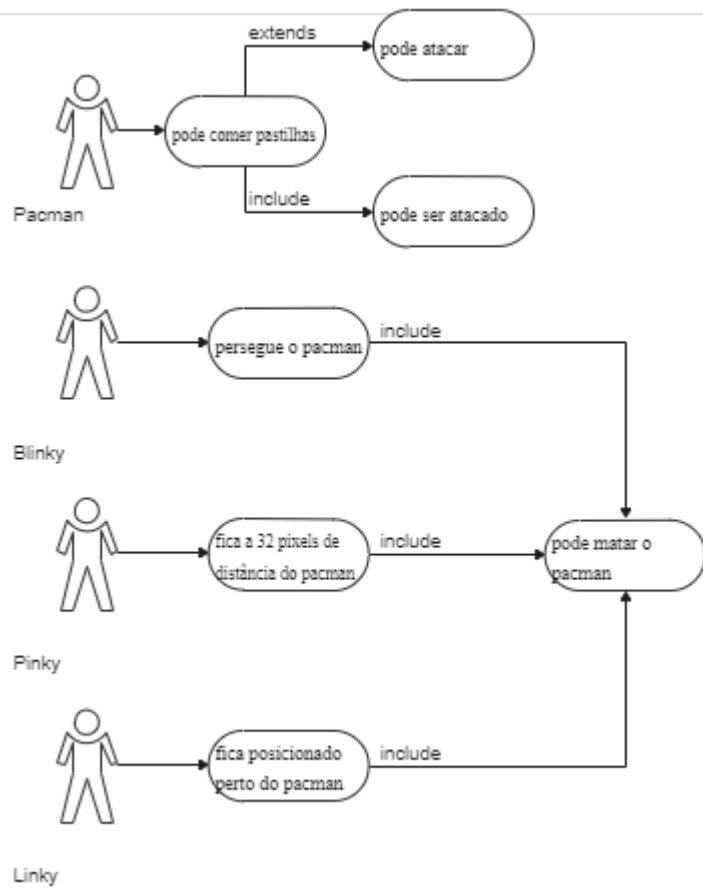 extends
pode atacar
pode comer pastilhas
include
pode ser atacado
Pacman
persegue o pacman
include
Blinky
fica a 32 pixels de
distância do pacman
include
pode matar o
pacman
Pinky
fica posicionado
perto do pacman
include
Linky